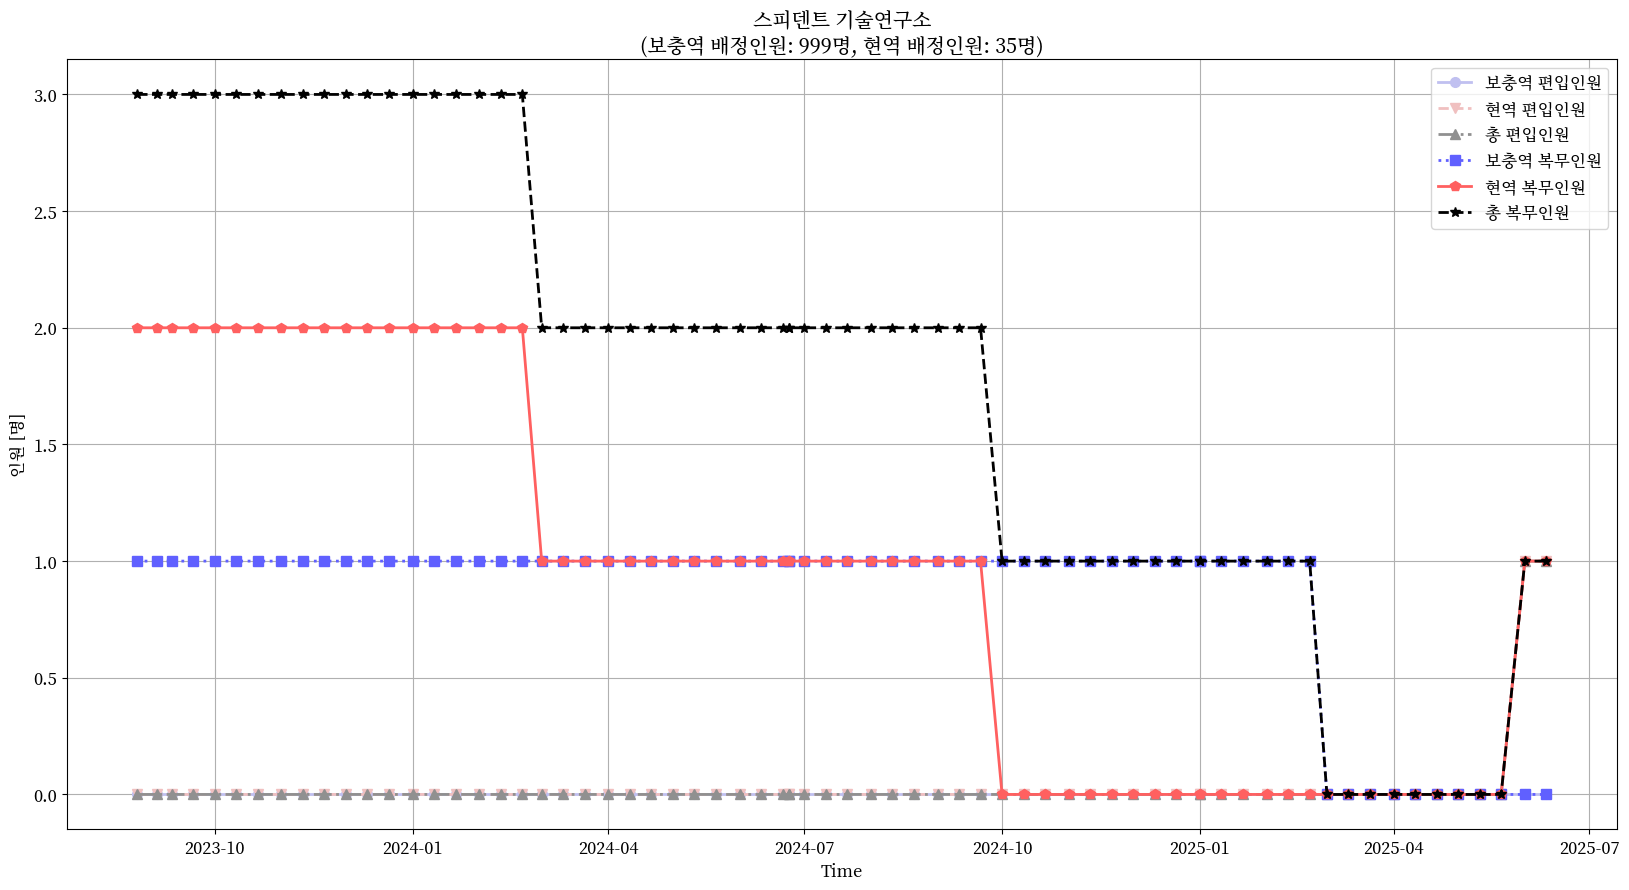 스피덴트 기술연구소
(보충역 배정인원: 999명, 현역 배정인원: 35명)
보충역 편입인원
현역 편입인원
총 편입인원
보충역 복무인원
현역 복무인원
총 복무인원
인원 [명]
3.0
2.5
2.0
1.5
1.0
0.5
0.0
2023-10
2024-01
2024-04
2024-07
2024-10
2025-01
2025-04
2025-07
Time